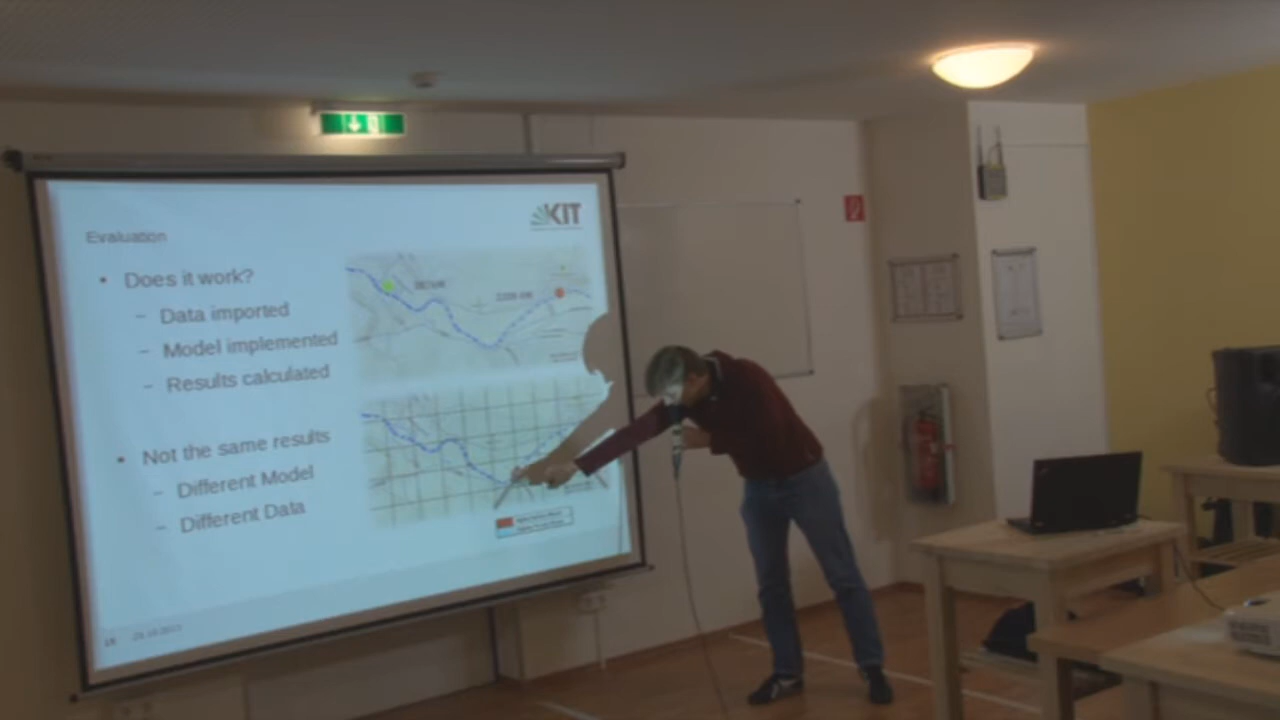 KIT
Evaluation
• Does it work?
– Data imported
– Model implemented
– Results calculated
• Not the same results
– Different Model
– Different Data